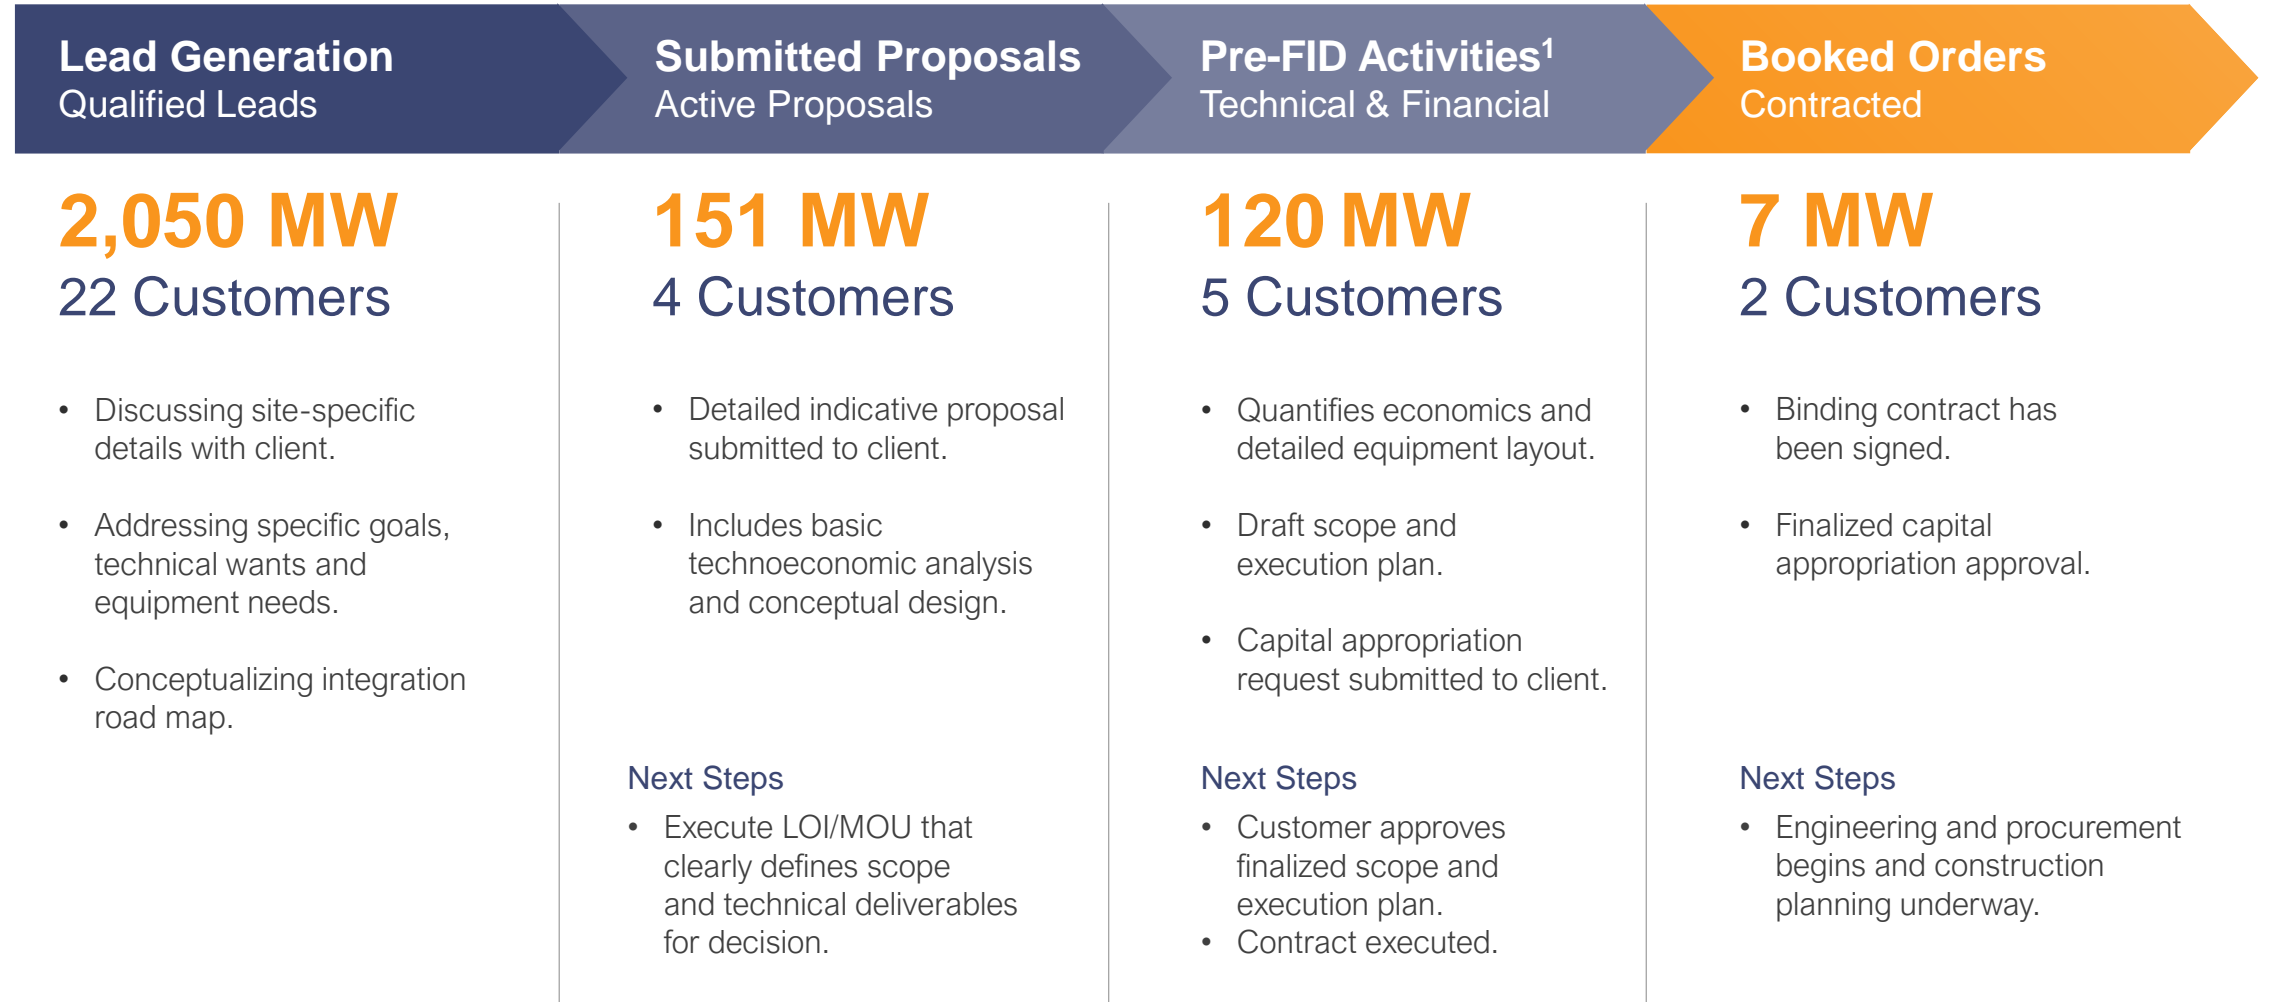 Lead Generation
Qualified Leads
2,050 MW
22 Customers
• Discussing site-specific
details with client.
• Addressing specific goals,
technical wants and
equipment needs.
• Conceptualizing integration
road map.
Submitted Proposals
Active Proposals
151 MW
4 Customers
• Detailed indicative proposal
submitted to client.
• Includes basic
technoeconomic analysis
and conceptual design.
Next Steps
• Execute LOI/MOU that
clearly defines scope
and technical deliverables
for decision.
Pre-FID Activities¹
Technical & Financial
120 MW
5 Customers
• Quantifies economics and
detailed equipment layout.
• Draft scope and
execution plan.
• Capital appropriation
request submitted to client.
Next Steps
• Customer approves
finalized scope and
execution plan.
• Contract executed.
Booked Orders
Contracted
7 MW
2 Customers
• Binding contract has
been signed.
• Finalized capital
appropriation approval.
Next Steps
• Engineering and procurement
begins and construction
planning underway.